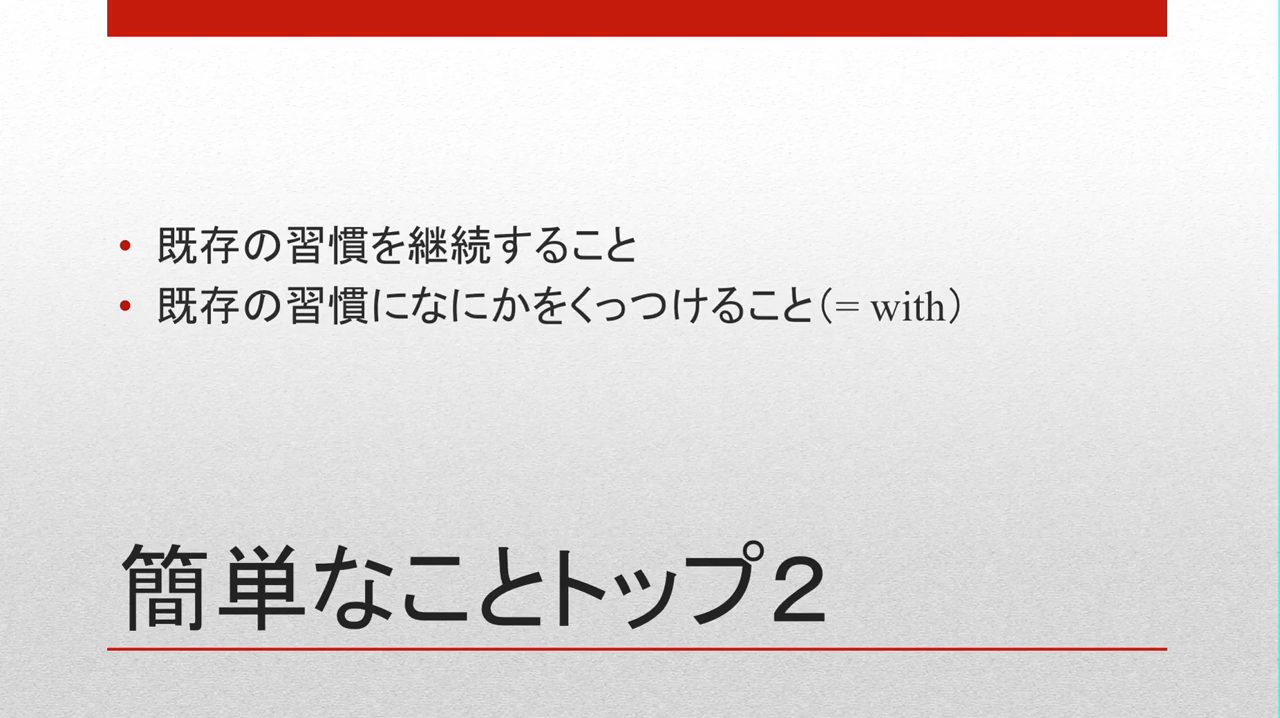 • 既存の習慣を継続すること
• 既存の習慣になにかをくっつけること（= with）
簡単なことトップ２